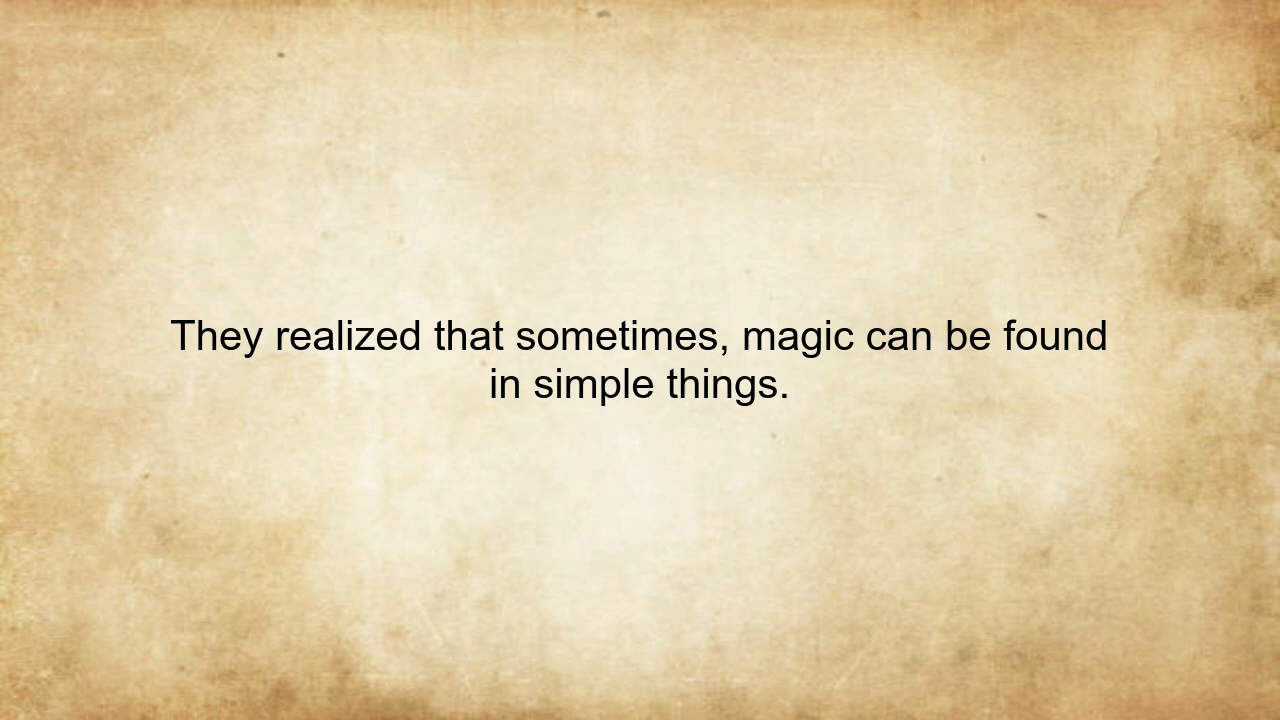 They realized that sometimes, magic can be found
in simple things.